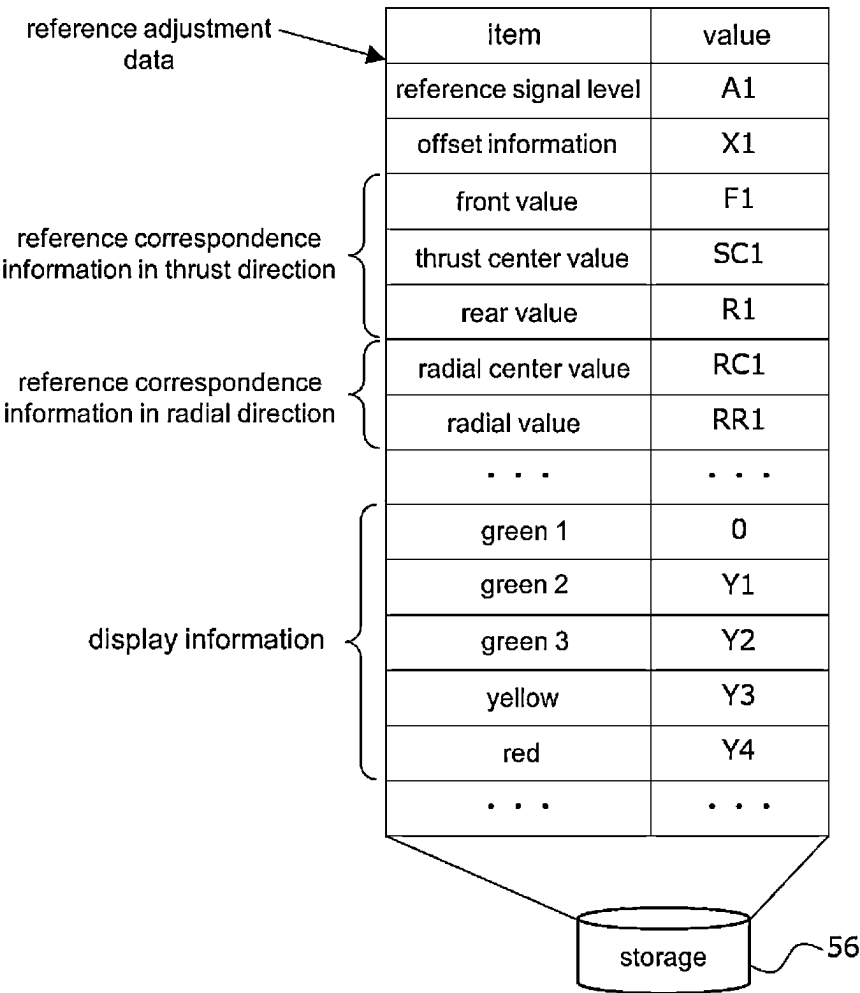 reference adjustment
data
item value
reference signal level A1
offset information X1
front value F1
thrust center value SC1
rear value R1
reference correspondence
information in thrust direction
radial center value RC1
radial value RR1
reference correspondence
information in radial direction
· · · · · ·
green 1 0
green 2 Y1
green 3 Y2
yellow Y3
red Y4
display information
· · · · · ·
storage
56